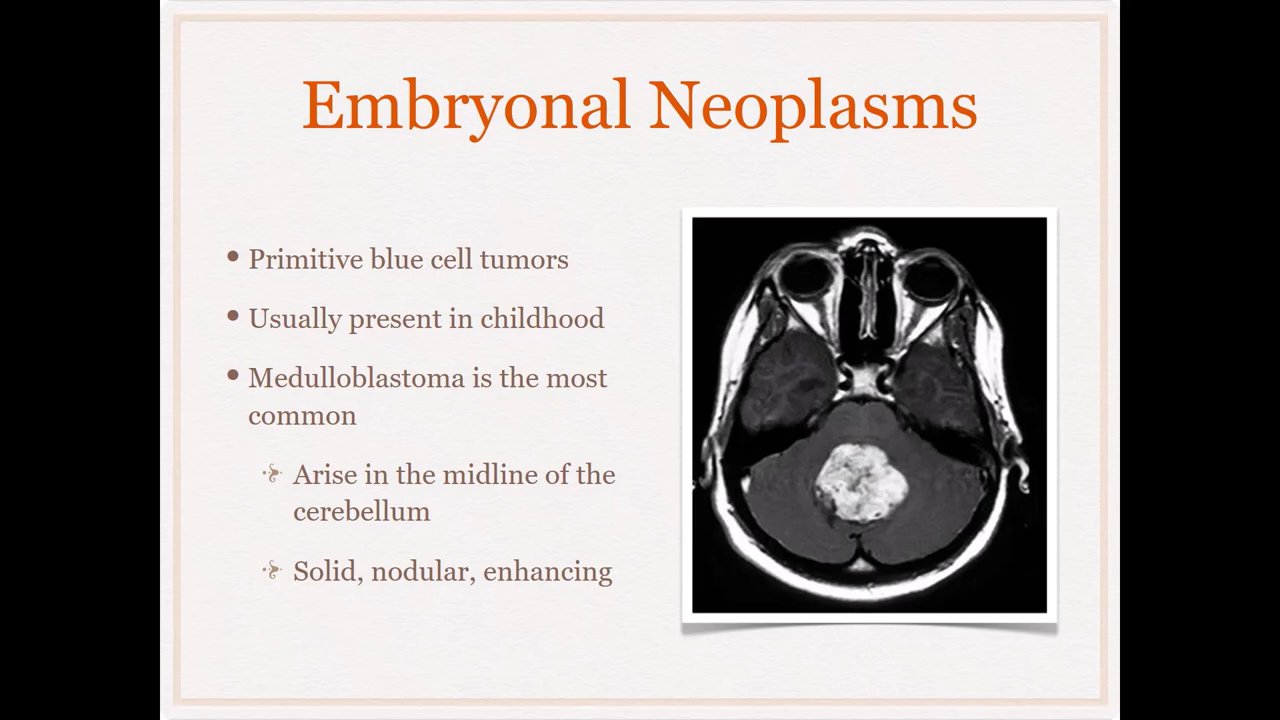 Embryonal Neoplasms
• Primitive blue cell tumors
• Usually present in childhood
• Medulloblastoma is the most
common
Arise in the midline of the
cerebellum
Solid, nodular, enhancing